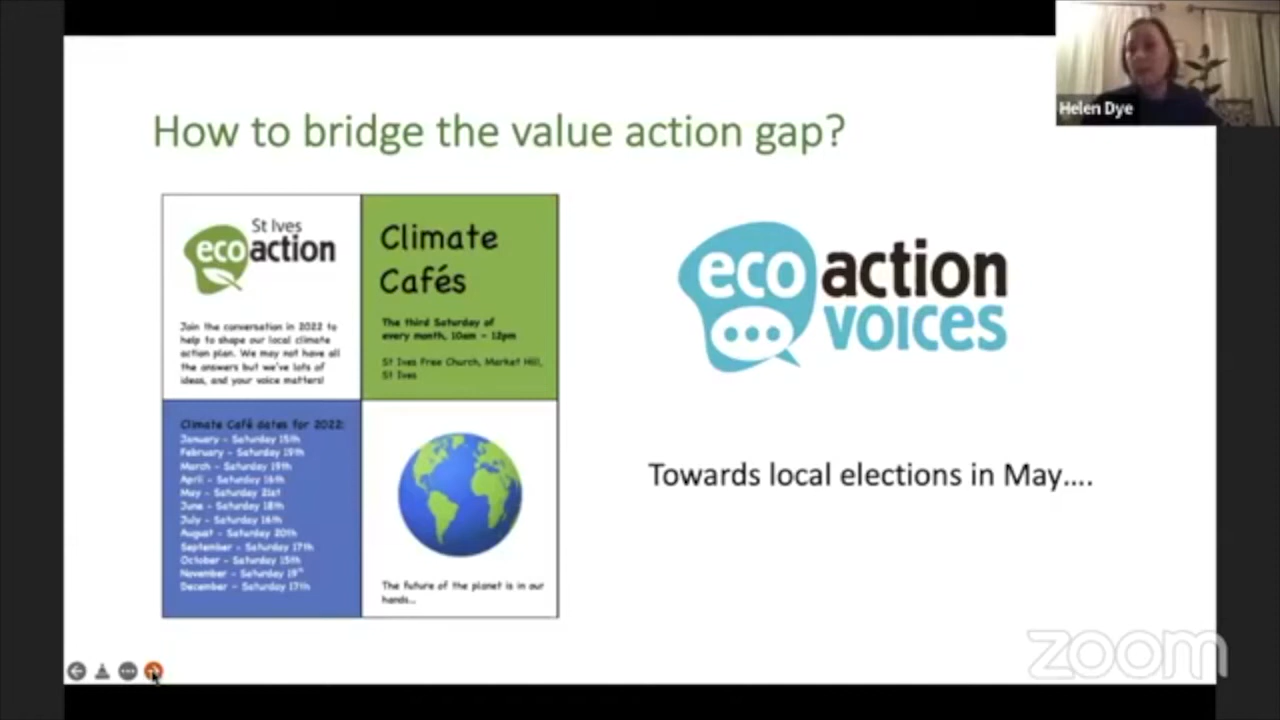 How to bridge the value action gap?
Helen Dye
St Ives
eco action
Join the conversation in 2022 to
help to shape our local climate
action plan. We may not have all
the answers but we've lots of
ideas, and your voice matters!
Climate
Cafés
The third Saturday of
every month, 10am - 12pm
St Ives Free Church, Market Hill,
St Ives
Climate Café dates for 2022:
January - Saturday 15th
February - Saturday 19th
March - Saturday 19th
April - Saturday 16th
May - Saturday 21st
June - Saturday 18th
July - Saturday 16th
August - Saturday 20th
September - Saturday 17th
October - Saturday 15th
November - Saturday 19th
December - Saturday 17th
The future of the planet is in our
hands...
eco action
voices
Towards local elections in May....
zoom